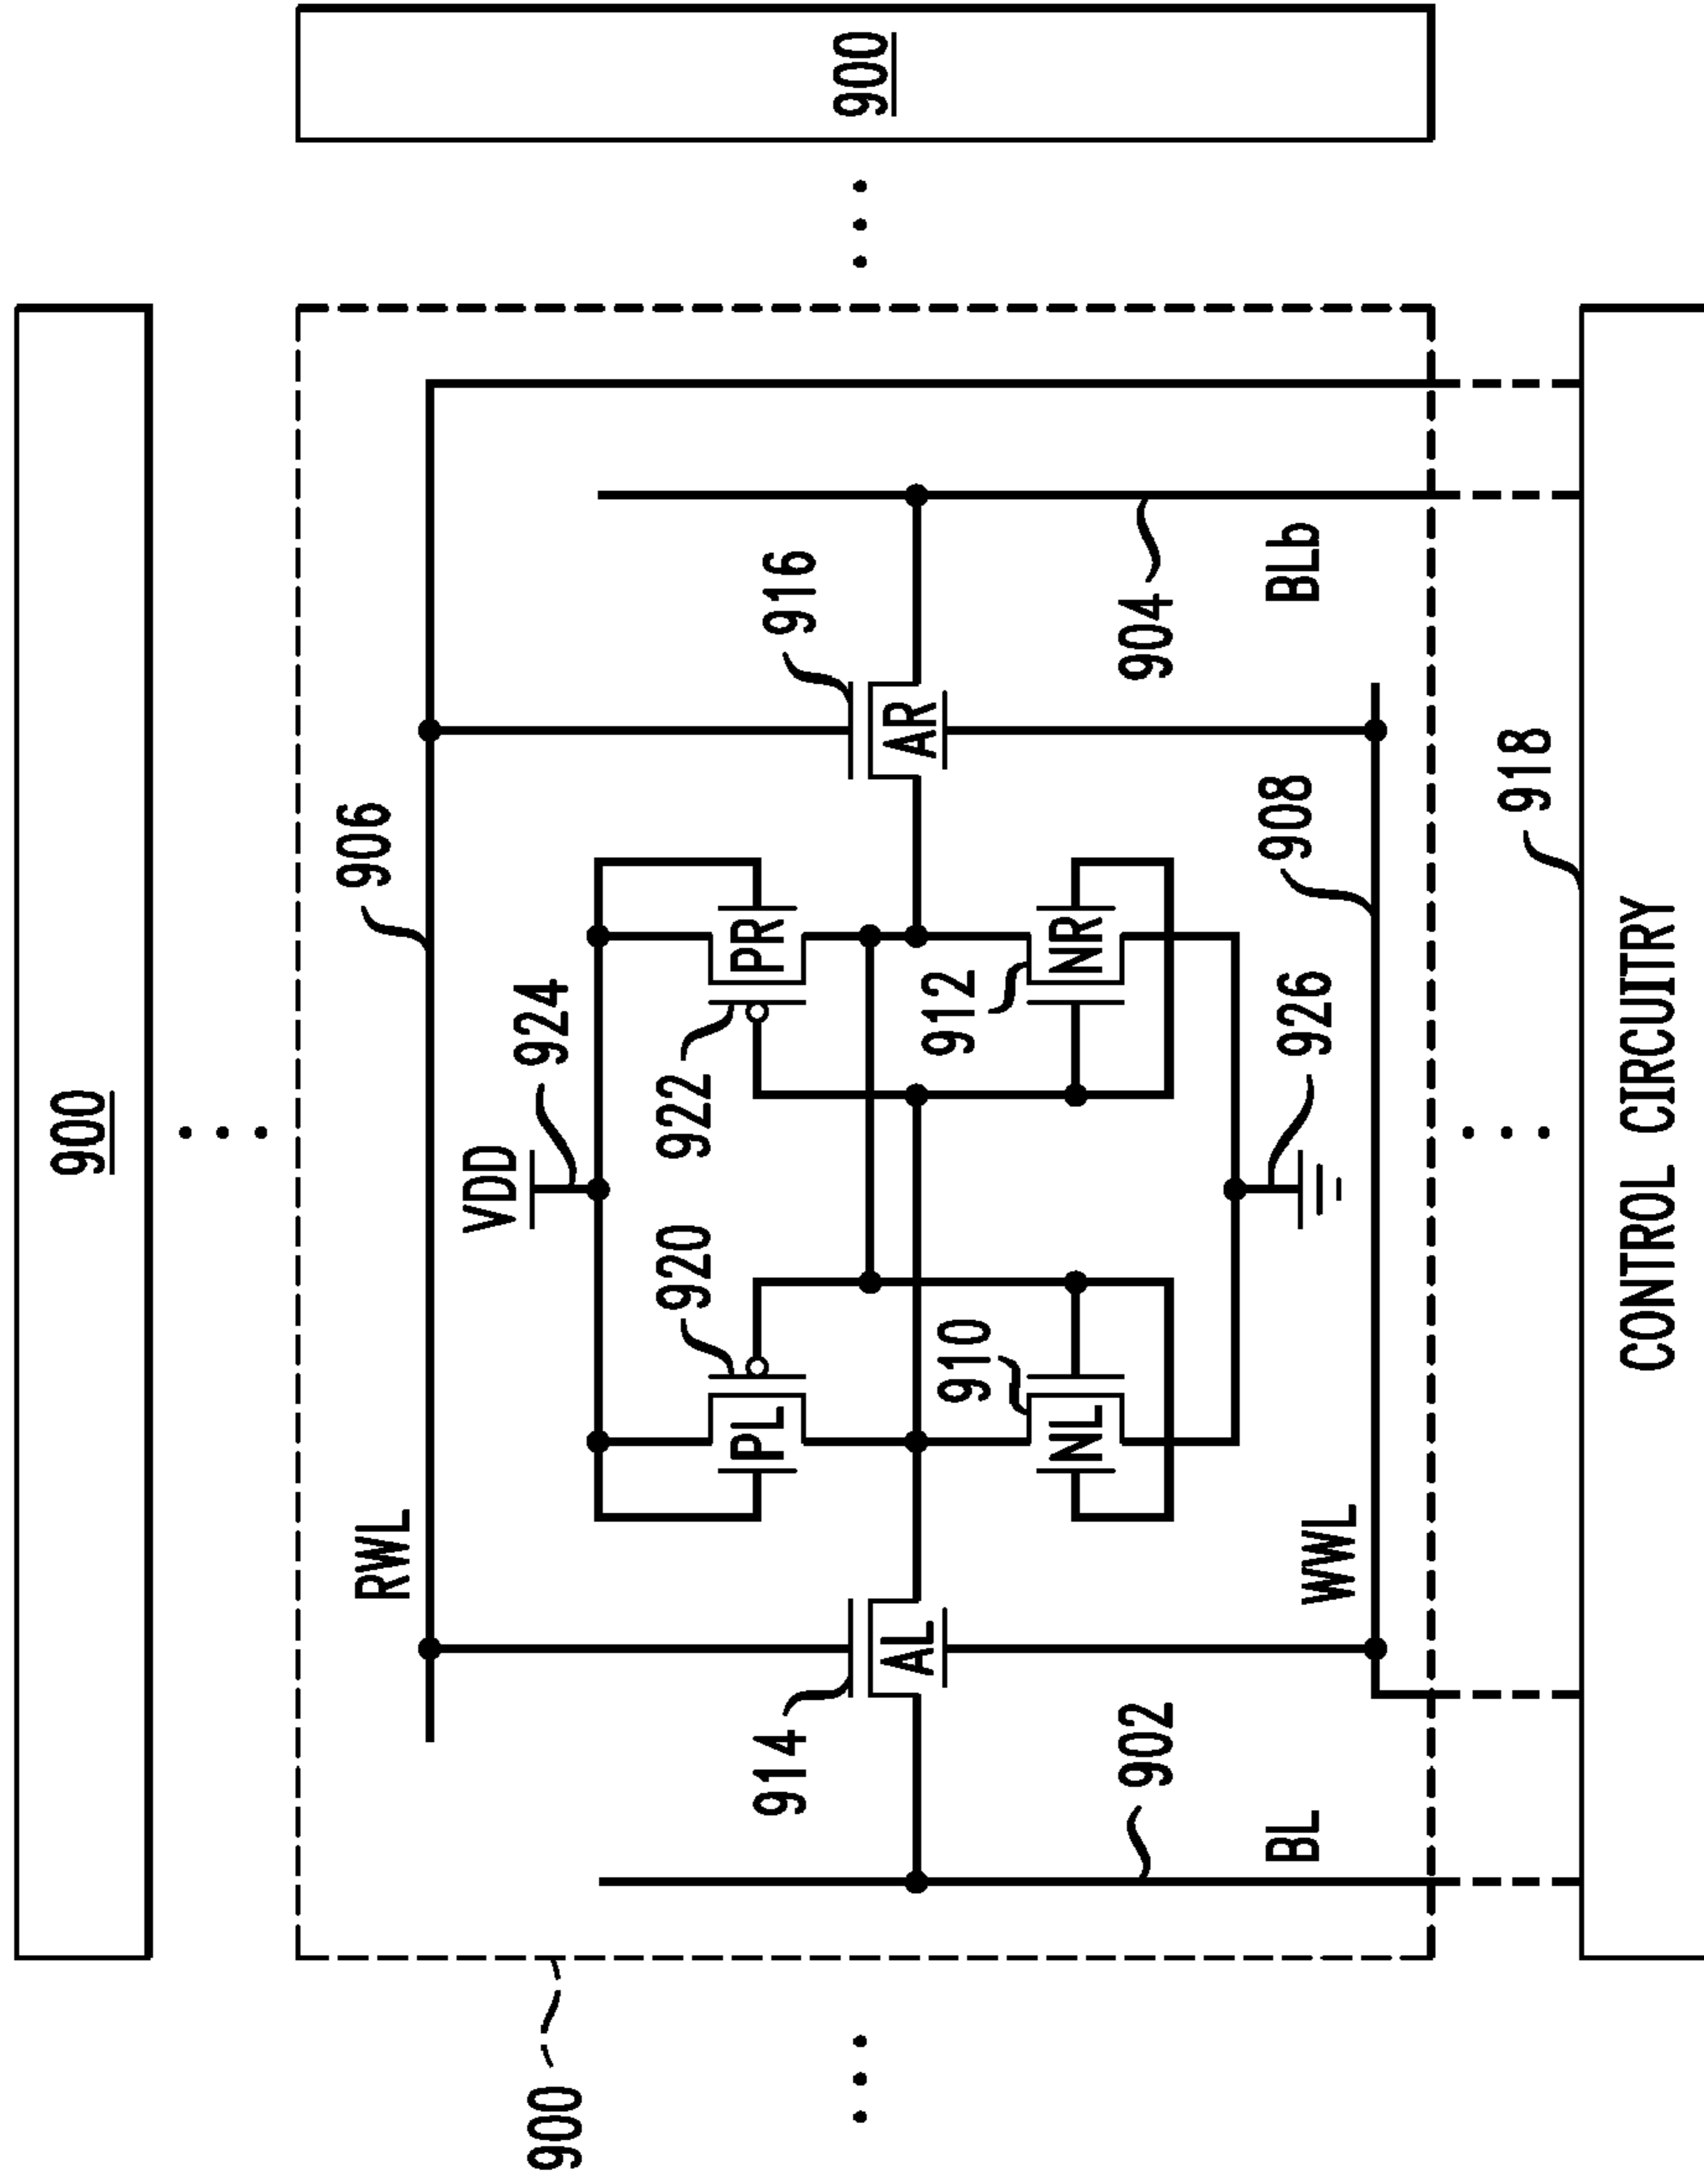 900
900
906
RWL
VDD
924
916
920
922
PL
PR
914
AL
AR
910
912
NL
NR
902
904
BL
BLb
908
926
WWL
900
918
CONTROL CIRCUITRY